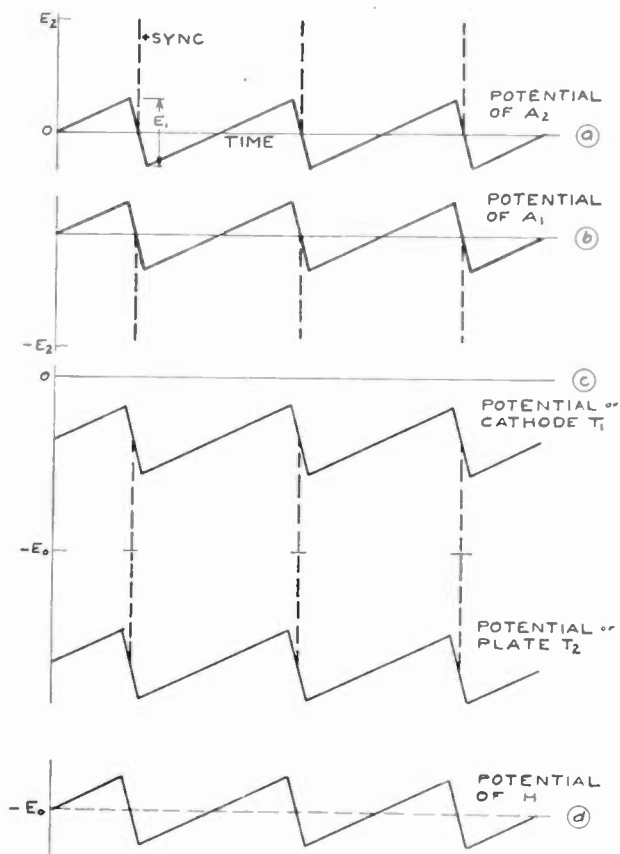 E₂
SYNC
E₁
0
TIME
POTENTIAL
OF A₂
a
POTENTIAL
OF A₁
b
-E₂
0
c
POTENTIAL OF
CATHODE T₁
-E₀
POTENTIAL OF
PLATE T₂
-E₀
POTENTIAL
OF H
d